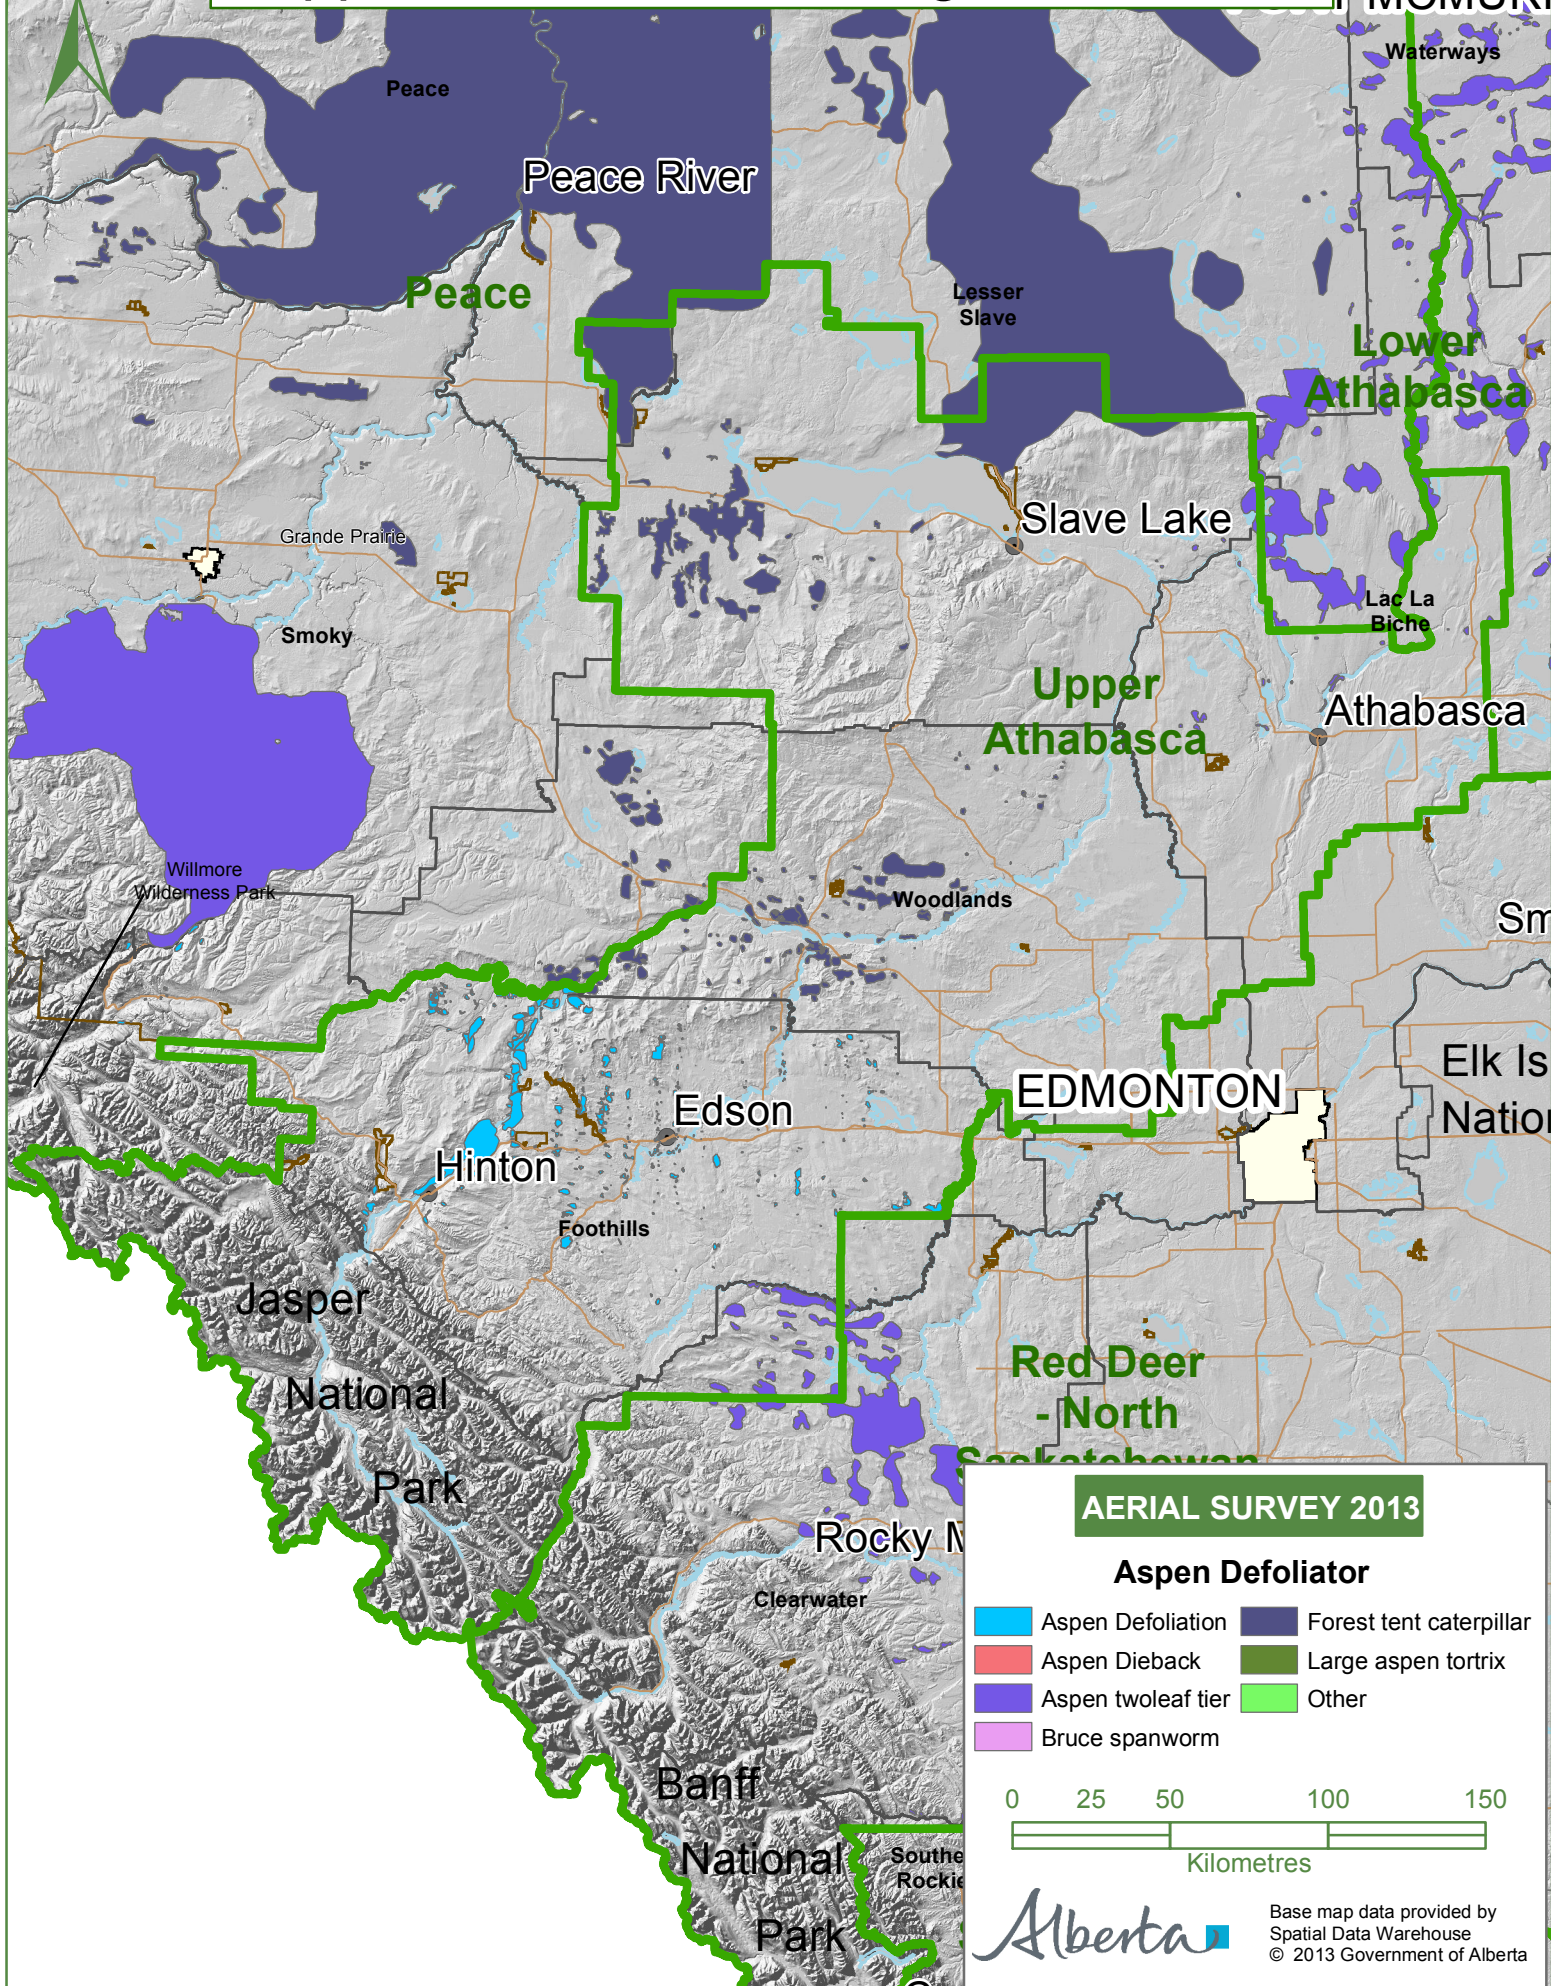 Waterways
Peace
Peace River
Peace
Lesser
Slave
Lower
Athabasca
Slave Lake
Grande Prairie
Lac La
Biche
Smoky
Upper
Athabasca
Athabasca
Willmore
Wilderness Park
Woodlands
Sm
Elk Is
Natio
EDMONTON
Edson
Hinton
Foothills
Jasper
National
Park
Red Deer
- North
Saskatchewan
Rocky M
Clearwater
Banff
National
Park
Southe
Rockie
AERIAL SURVEY 2013
Aspen Defoliator
Aspen Defoliation
Forest tent caterpillar
Aspen Dieback
Large aspen tortrix
Aspen twoleaf tier
Other
Bruce spanworm
0 25 50 100 150
Kilometres
Alberta
Base map data provided by
Spatial Data Warehouse
© 2013 Government of Alberta